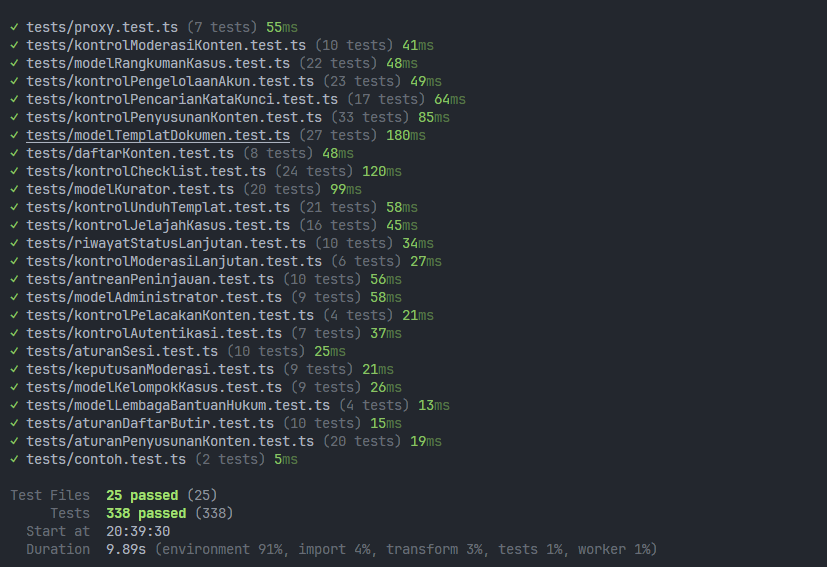 ✓ tests/proxy.test.ts (7 tests) 55ms
✓ tests/kontrolModerasiKonten.test.ts (10 tests) 41ms
✓ tests/modelRangkumanKasus.test.ts (22 tests) 48ms
✓ tests/kontrolPengelolaanAkun.test.ts (23 tests) 49ms
✓ tests/kontrolPencarianKataKunci.test.ts (17 tests) 64ms
✓ tests/kontrolPenyusunanKonten.test.ts (33 tests) 85ms
✓ tests/modelTemplatDokumen.test.ts (27 tests) 180ms
✓ tests/daftarKonten.test.ts (8 tests) 48ms
✓ tests/kontrolChecklist.test.ts (24 tests) 120ms
✓ tests/modelKurator.test.ts (20 tests) 99ms
✓ tests/kontrolUnduhTemplat.test.ts (21 tests) 58ms
✓ tests/kontrolJelajahKasus.test.ts (16 tests) 45ms
✓ tests/riwayatStatusLanjutan.test.ts (10 tests) 34ms
✓ tests/kontrolModerasiLanjutan.test.ts (6 tests) 27ms
✓ tests/antreanPeninjauan.test.ts (10 tests) 56ms
✓ tests/modelAdministrator.test.ts (9 tests) 58ms
✓ tests/kontrolPelacakanKonten.test.ts (4 tests) 21ms
✓ tests/kontrolAutentikasi.test.ts (7 tests) 37ms
✓ tests/aturanSesi.test.ts (10 tests) 25ms
✓ tests/keputusanModerasi.test.ts (9 tests) 21ms
✓ tests/modelKelompokKasus.test.ts (9 tests) 26ms
✓ tests/modelLembagaBantuanHukum.test.ts (4 tests) 13ms
✓ tests/aturanDaftarButir.test.ts (10 tests) 15ms
✓ tests/aturanPenyusunanKonten.test.ts (20 tests) 19ms
✓ tests/contoh.test.ts (2 tests) 5ms
Test Files 25 passed (25)
Tests 338 passed (338)
Start at 20:39:30
Duration 9.89s (environment 91%, import 4%, transform 3%, tests 1%, worker 1%)